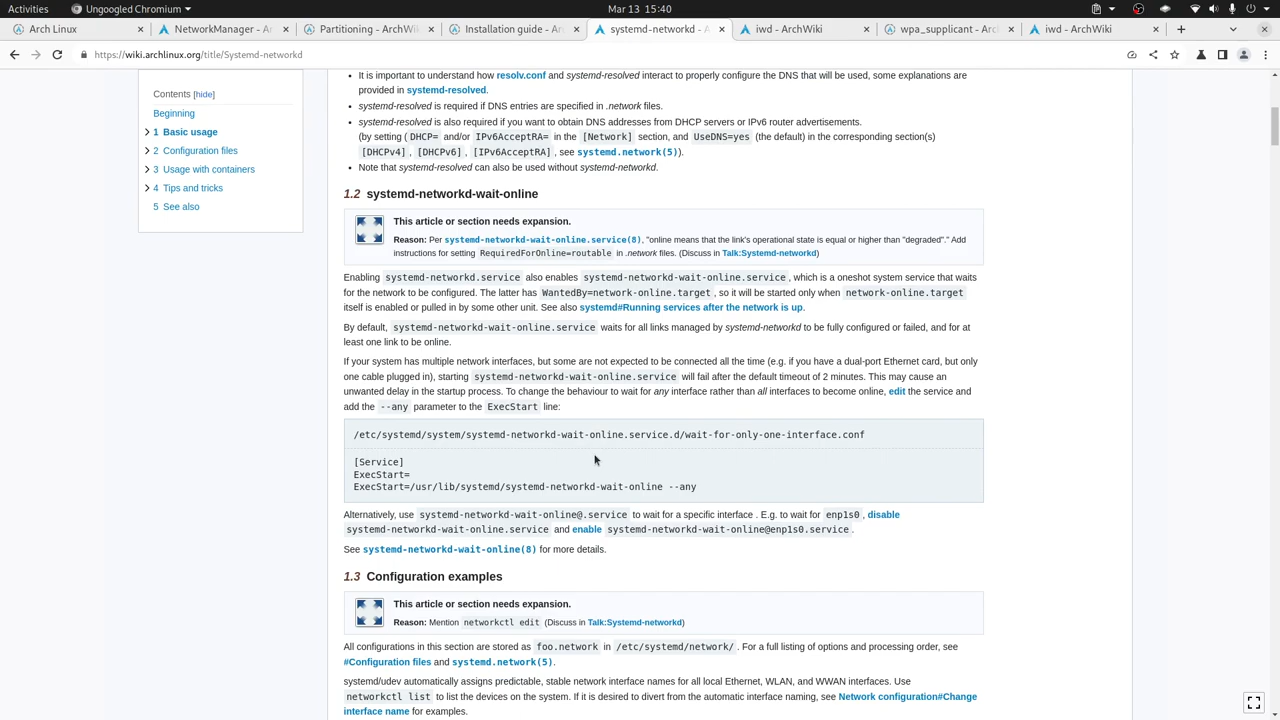 Activities
Ungoogled Chromium
Mar 13 15:40
Arch Linux
NetworkManager - Ar
Partitioning - ArchWiki
Installation guide - Arc
systemd-networkd - A
iwd - ArchWiki
wpa_supplicant - Arch
iwd - ArchWiki
https://wiki.archlinux.org/title/Systemd-networkd
Contents [hide]
Beginning
1 Basic usage
2 Configuration files
3 Usage with containers
4 Tips and tricks
5 See also
• It is important to understand how resolv.conf and systemd-resolved interact to properly configure the DNS that will be used, some explanations are
provided in systemd-resolved.
• systemd-resolved is required if DNS entries are specified in .network files.
• systemd-resolved is also required if you want to obtain DNS addresses from DHCP servers or IPv6 router advertisements.
(by setting ( DHCP= and/or IPv6AcceptRA= in the [Network] section, and UseDNS=yes (the default) in the corresponding section(s)
[DHCPv4] , [DHCPv6] , [IPv6AcceptRA] , see systemd.network(5)).
• Note that systemd-resolved can also be used without systemd-networkd.
1.2 systemd-networkd-wait-online
This article or section needs expansion.
Reason: Per systemd-networkd-wait-online.service(8), "online means that the link's operational state is equal or higher than "degraded"." Add
instructions for setting RequiredForOnline=routable in .network files. (Discuss in Talk:Systemd-networkd)
Enabling systemd-networkd.service also enables systemd-networkd-wait-online.service , which is a oneshot system service that waits
for the network to be configured. The latter has WantedBy=network-online.target , so it will be started only when network-online.target
itself is enabled or pulled in by some other unit. See also systemd#Running services after the network is up.
By default, systemd-networkd-wait-online.service waits for all links managed by systemd-networkd to be fully configured or failed, and for at
least one link to be online.
If your system has multiple network interfaces, but some are not expected to be connected all the time (e.g. if you have a dual-port Ethernet card, but only
one cable plugged in), starting systemd-networkd-wait-online.service will fail after the default timeout of 2 minutes. This may cause an
unwanted delay in the startup process. To change the behaviour to wait for any interface rather than all interfaces to become online, edit the service and
add the --any parameter to the ExecStart line:
/etc/systemd/system/systemd-networkd-wait-online.service.d/wait-for-only-one-interface.conf
[Service]
ExecStart=
ExecStart=/usr/lib/systemd/systemd-networkd-wait-online --any
Alternatively, use systemd-networkd-wait-online@.service to wait for a specific interface . E.g. to wait for enp1s0 , disable
systemd-networkd-wait-online.service and enable systemd-networkd-wait-online@enp1s0.service .
See systemd-networkd-wait-online(8) for more details.
1.3 Configuration examples
This article or section needs expansion.
Reason: Mention networkctl edit (Discuss in Talk:Systemd-networkd)
All configurations in this section are stored as foo.network in /etc/systemd/network/ . For a full listing of options and processing order, see
#Configuration files and systemd.network(5).
systemd/udev automatically assigns predictable, stable network interface names for all local Ethernet, WLAN, and WWAN interfaces. Use
networkctl list to list the devices on the system. If it is desired to divert from the automatic interface naming, see Network configuration#Change
interface name for examples.